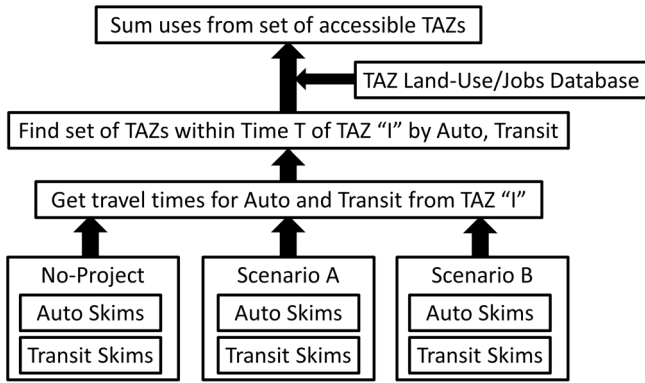 Sum uses from set of accessible TAZs
TAZ Land-Use/Jobs Database
Find set of TAZs within Time T of TAZ “I” by Auto, Transit
Get travel times for Auto and Transit from TAZ “I”
No-Project
Auto Skims
Transit Skims
Scenario A
Auto Skims
Transit Skims
Scenario B
Auto Skims
Transit Skims